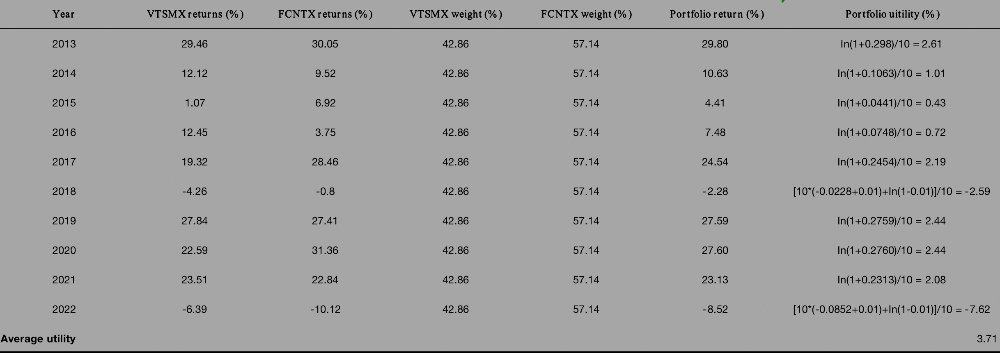 Year VTSMX returns (%) FCNTX returns (%) VTSMX weight (%) FCNTX weight (%) Portfolio return (%) Portfolio uitility (%)
2013 29.46 30.05 42.86 57.14 29.80 ln(1+0.298)/10 = 2.61
2014 12.12 9.52 42.86 57.14 10.63 ln(1+0.1063)/10 = 1.01
2015 1.07 6.92 42.86 57.14 4.41 ln(1+0.0441)/10 = 0.43
2016 12.45 3.75 42.86 57.14 7.48 ln(1+0.0748)/10 = 0.72
2017 19.32 28.46 42.86 57.14 24.54 ln(1+0.2454)/10 = 2.19
2018 -4.26 -0.8 42.86 57.14 -2.28 [10*(-0.0228+0.01)+ln(1-0.01)]/10 = -2.59
2019 27.84 27.41 42.86 57.14 27.59 ln(1+0.2759)/10 = 2.44
2020 22.59 31.36 42.86 57.14 27.60 ln(1+0.2760)/10 = 2.44
2021 23.51 22.84 42.86 57.14 23.13 ln(1+0.2313)/10 = 2.08
2022 -6.39 -10.12 42.86 57.14 -8.52 [10*(-0.0852+0.01)+ln(1-0.01)]/10 = -7.62
Average utility 3.71